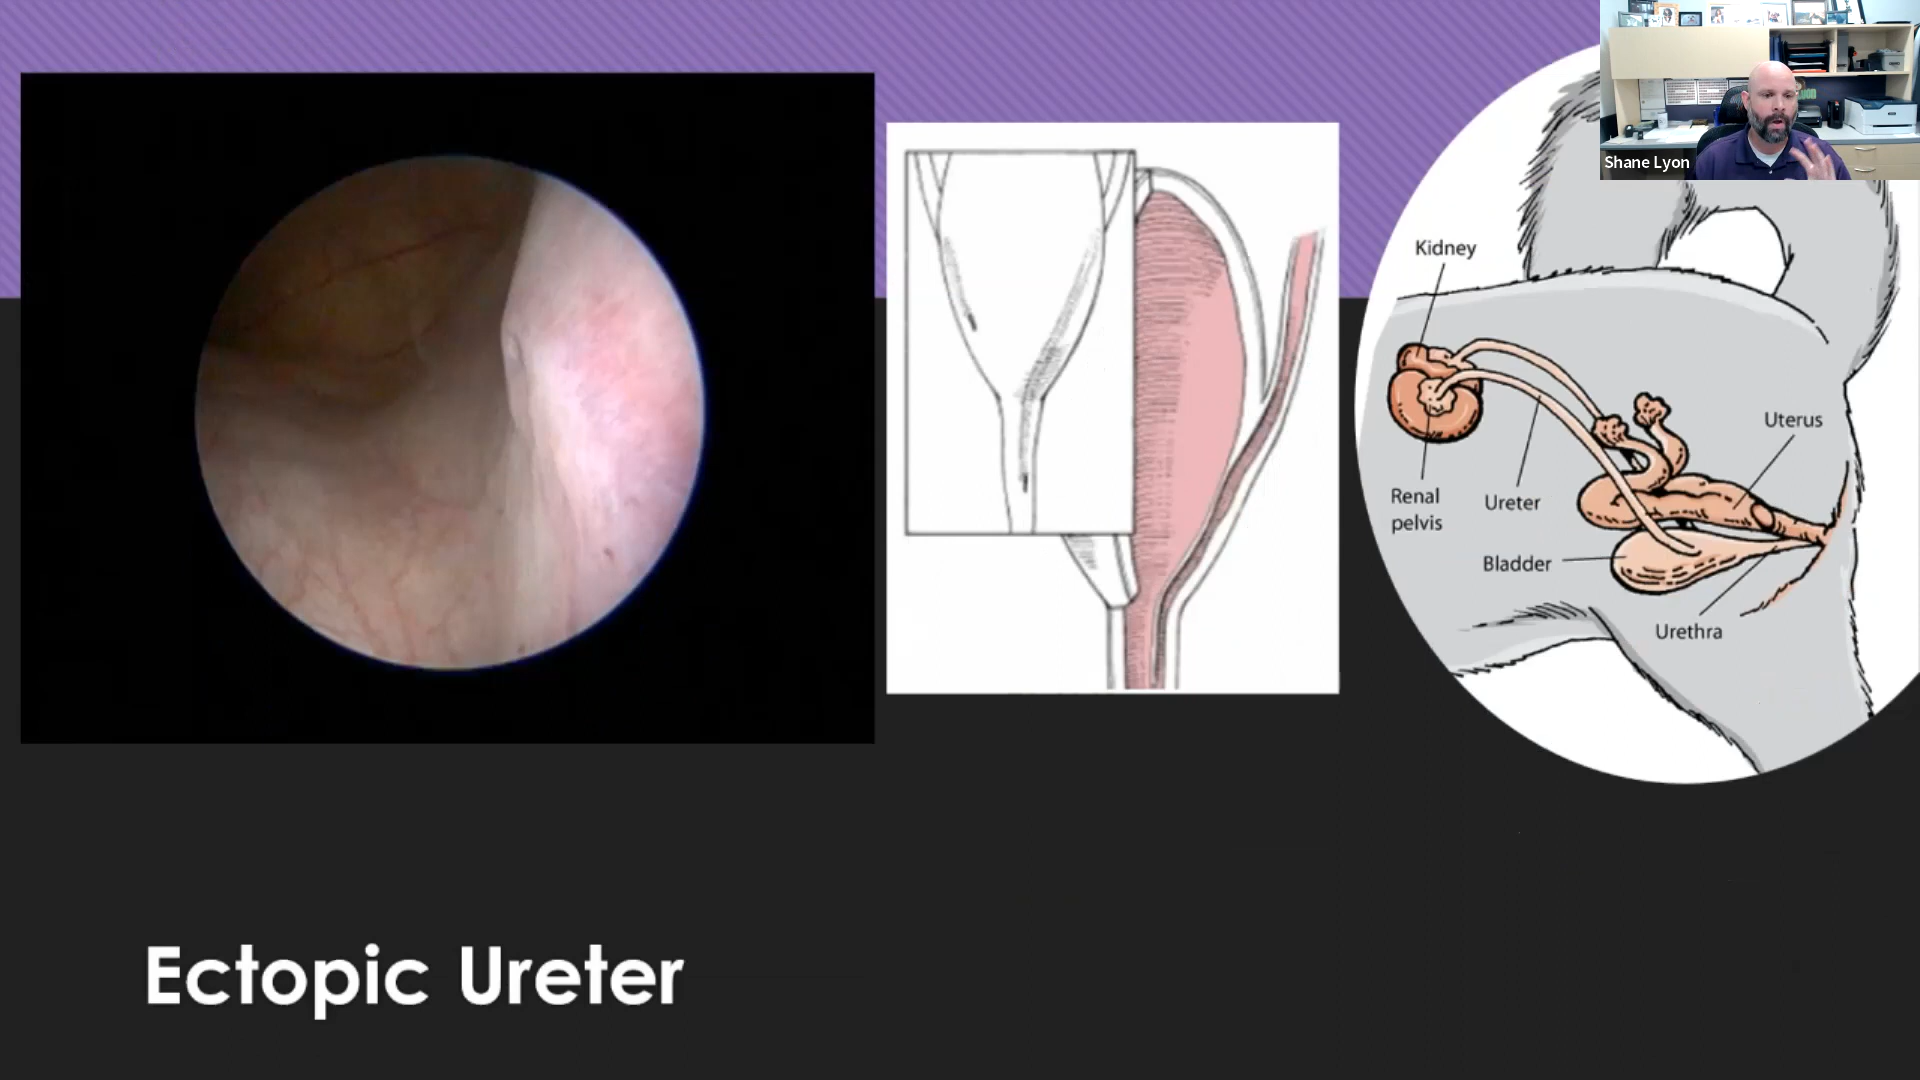 Shane Lyon
Kidney
Uterus
Renal
pelvis
Ureter
Bladder
Urethra
Ectopic Ureter